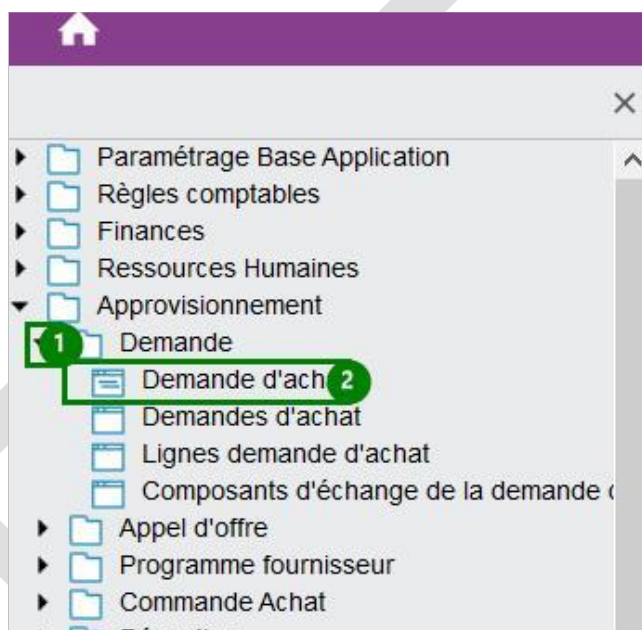 Paramétrage Base Application
Règles comptables
Finances
Ressources Humaines
Approvisionnement
1 Demande
Demande d'ach 2
Demandes d'achat
Lignes demande d'achat
Composants d'échange de la demande
Appel d'offre
Programme fournisseur
Commande Achat